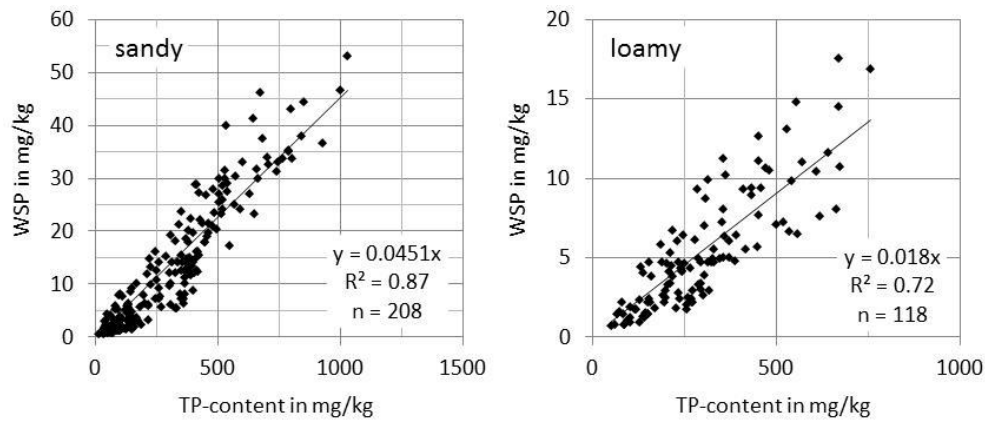 sandy
WSP in mg/kg
60
50
40
30
20
10
0
y = 0.0451x
R² = 0.87
n = 208
0 500 1000 1500
TP-content in mg/kg
loamy
WSP in mg/kg
20
15
10
5
0
y = 0.018x
R² = 0.72
n = 118
0 500 1000
TP-content in mg/kg